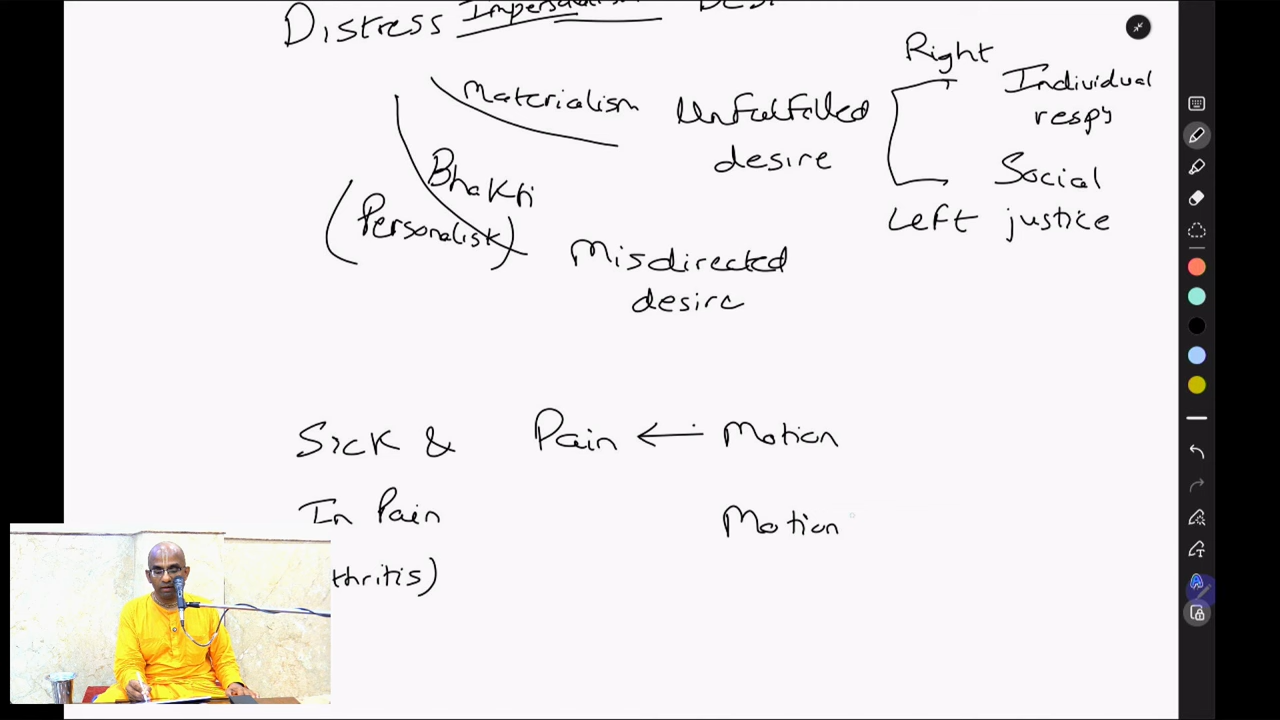 Distress
Materialism
Unfulfilled
desire
Right
Individual
respy
Social
Left justice
Bhakti
(Personalist)
Misdirected
desire
Sick & Pain ← Motion
In Pain Motion
thritis)